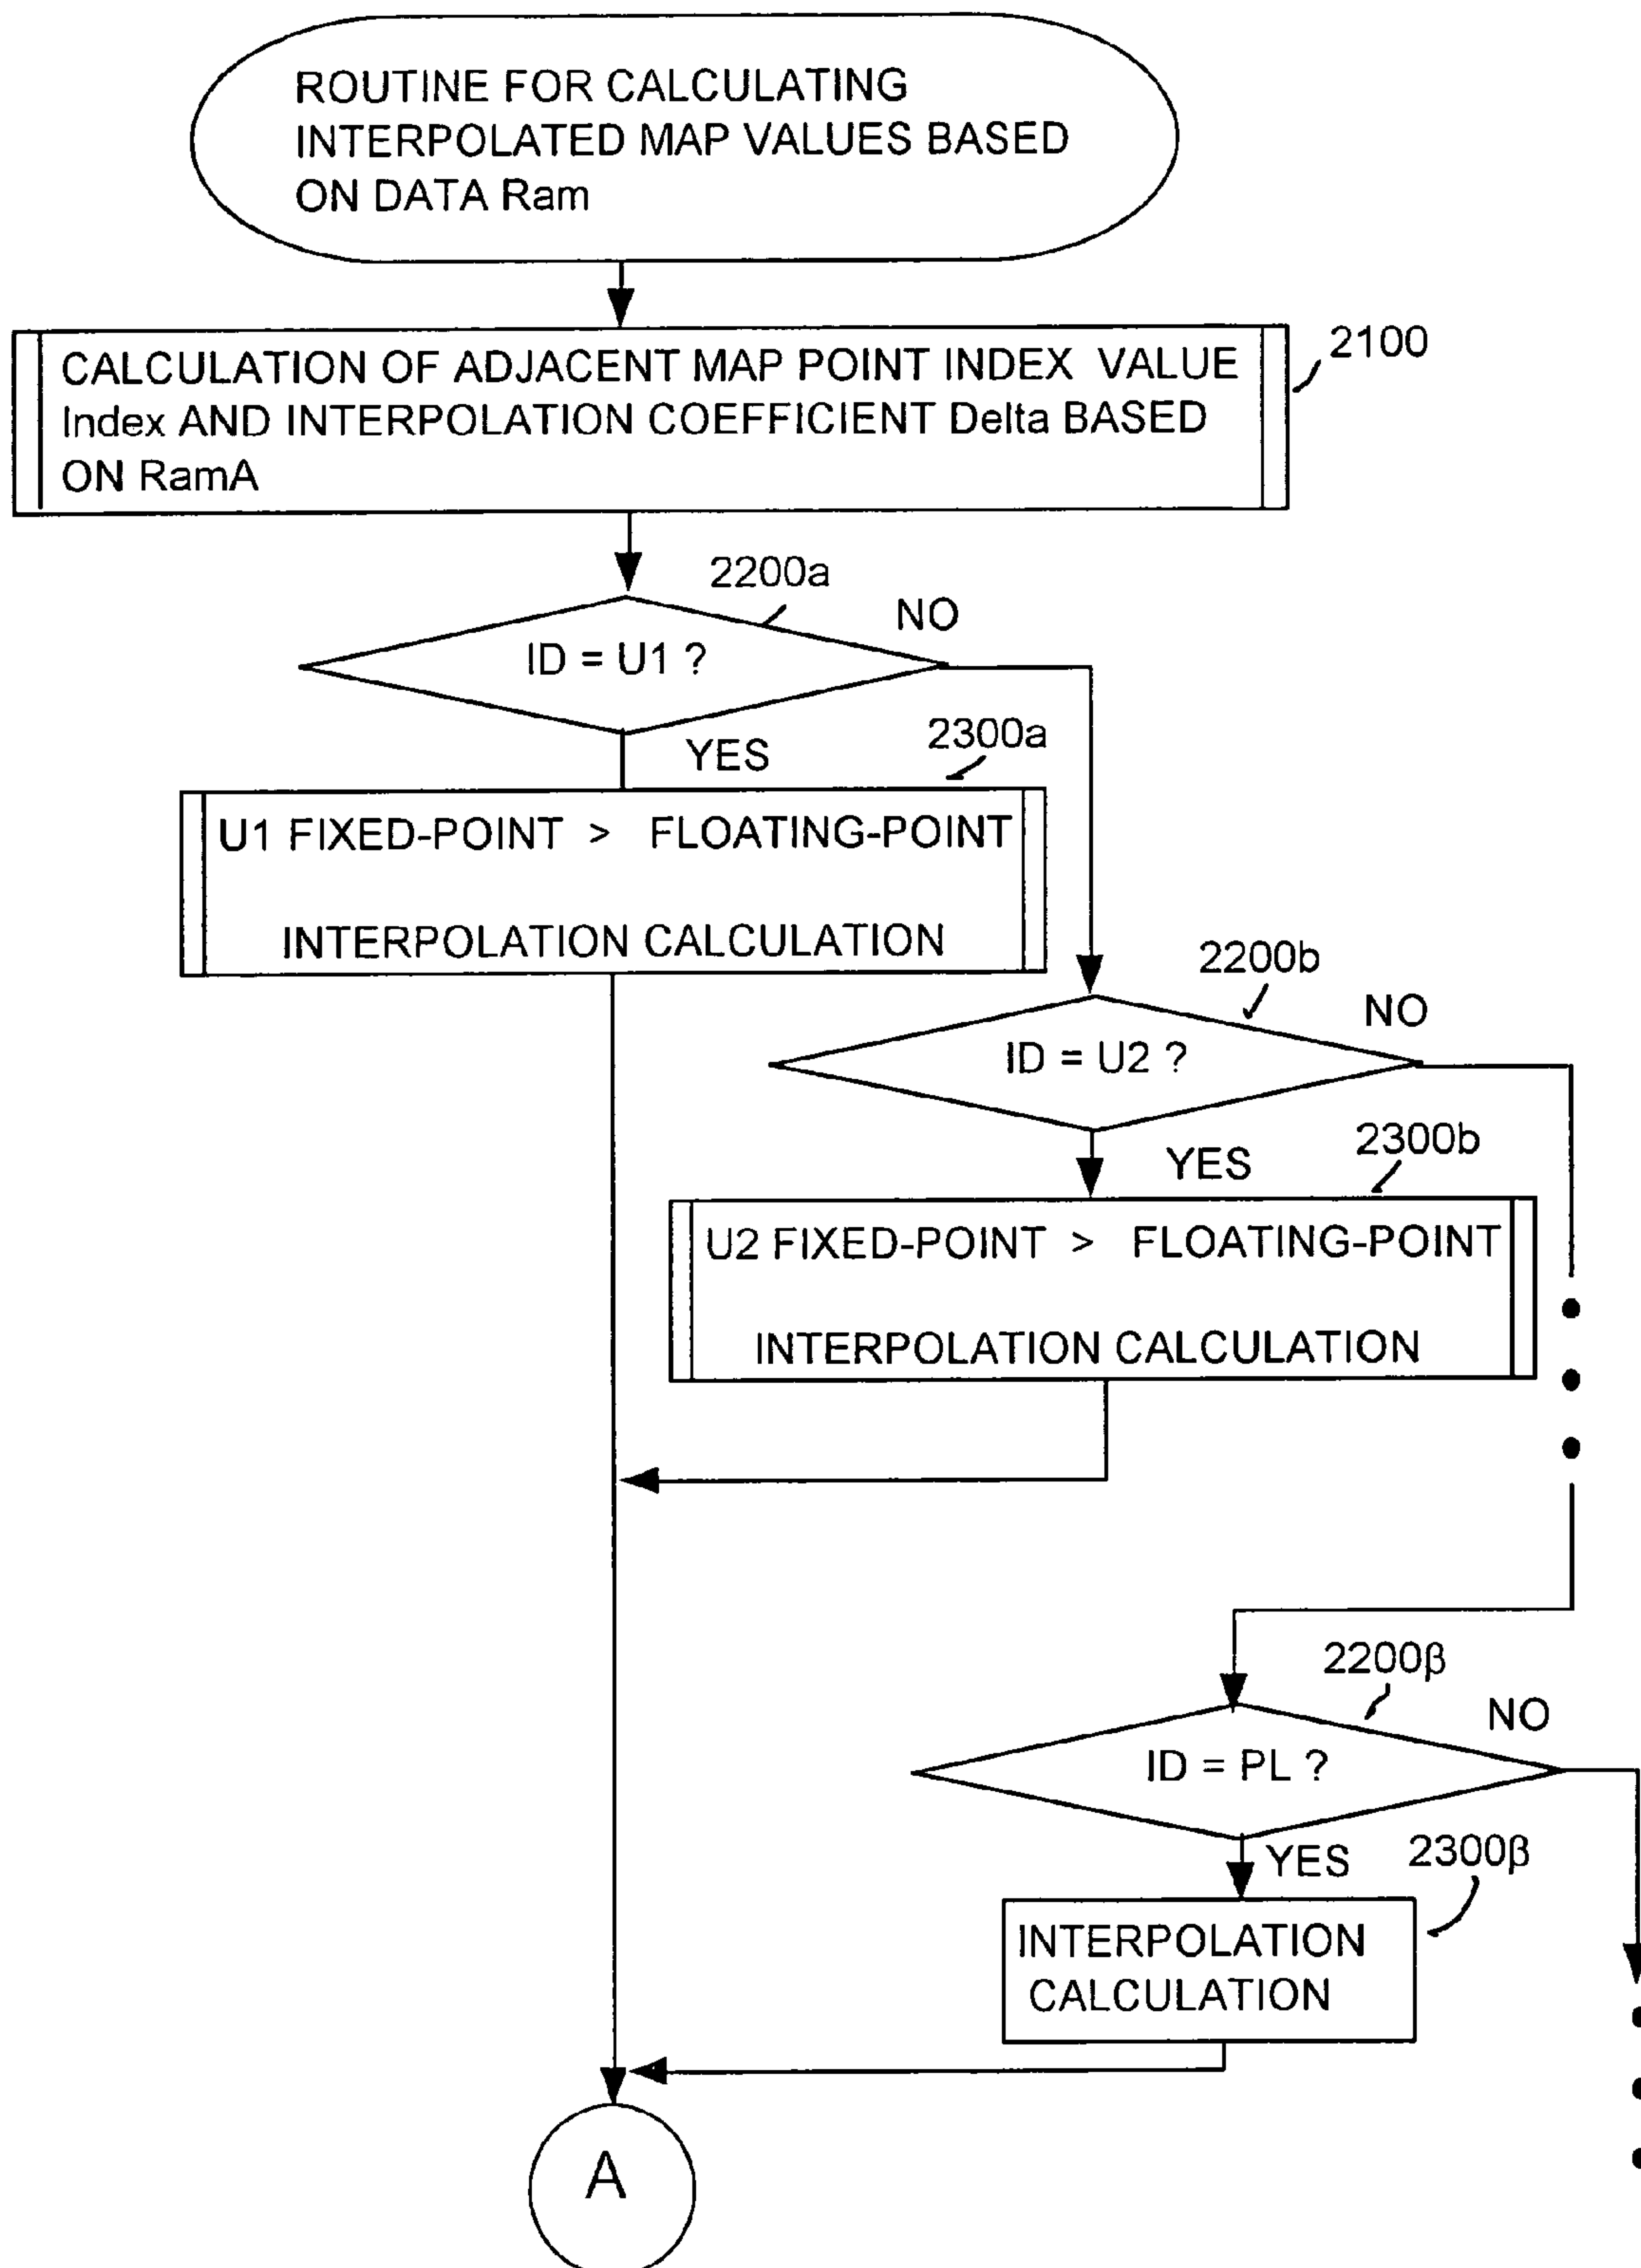 ROUTINE FOR CALCULATING
INTERPOLATED MAP VALUES BASED
ON DATA Ram
2100
CALCULATION OF ADJACENT MAP POINT INDEX VALUE
Index AND INTERPOLATION COEFFICIENT Delta BASED
ON RamA
2200a
NO
ID = U1 ?
YES
2300a
U1 FIXED-POINT > FLOATING-POINT
INTERPOLATION CALCULATION
2200b
NO
ID = U2 ?
YES
2300b
U2 FIXED-POINT > FLOATING-POINT
INTERPOLATION CALCULATION
2200β
NO
ID = PL ?
YES
2300β
INTERPOLATION
CALCULATION
A